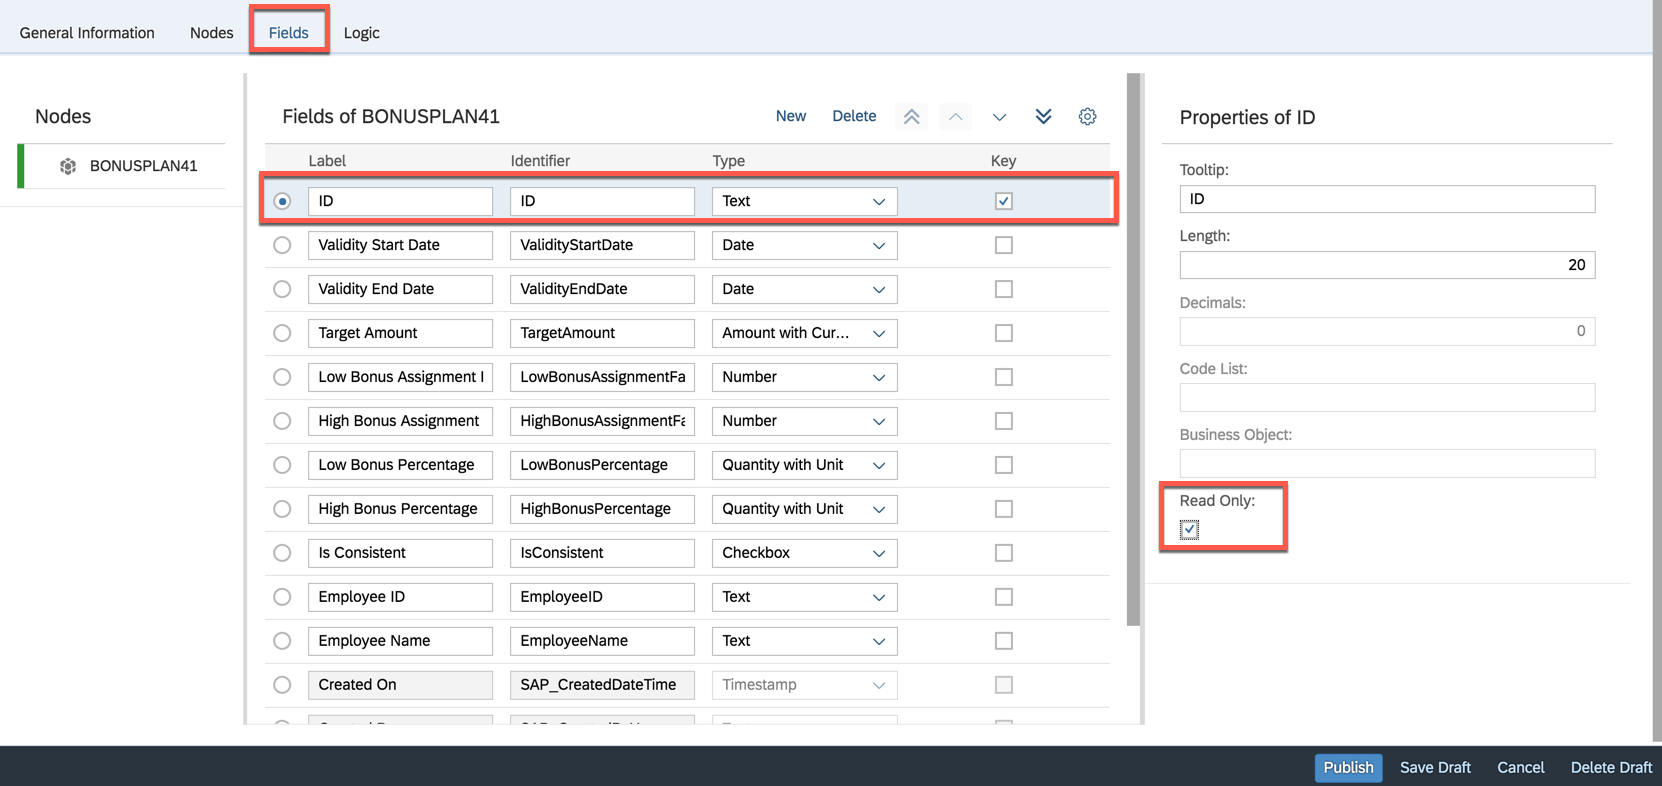 General Information Nodes Fields Logic
Nodes
BONUSPLAN41
Fields of BONUSPLAN41 New Delete
Label Identifier Type Key
ID ID Text
Validity Start Date ValidityStartDate Date
Validity End Date ValidityEndDate Date
Target Amount TargetAmount Amount with Cur...
Low Bonus Assignment LowBonusAssignmentFa Number
High Bonus Assignment HighBonusAssignmentFa Number
Low Bonus Percentage LowBonusPercentage Quantity with Unit
High Bonus Percentage HighBonusPercentage Quantity with Unit
Is Consistent IsConsistent Checkbox
Employee ID EmployeeID Text
Employee Name EmployeeName Text
Created On SAP_CreatedDateTime Timestamp
Properties of ID
Tooltip:
ID
Length:
20
Decimals:
0
Code List:
Business Object:
Read Only:
Publish Save Draft Cancel Delete Draft